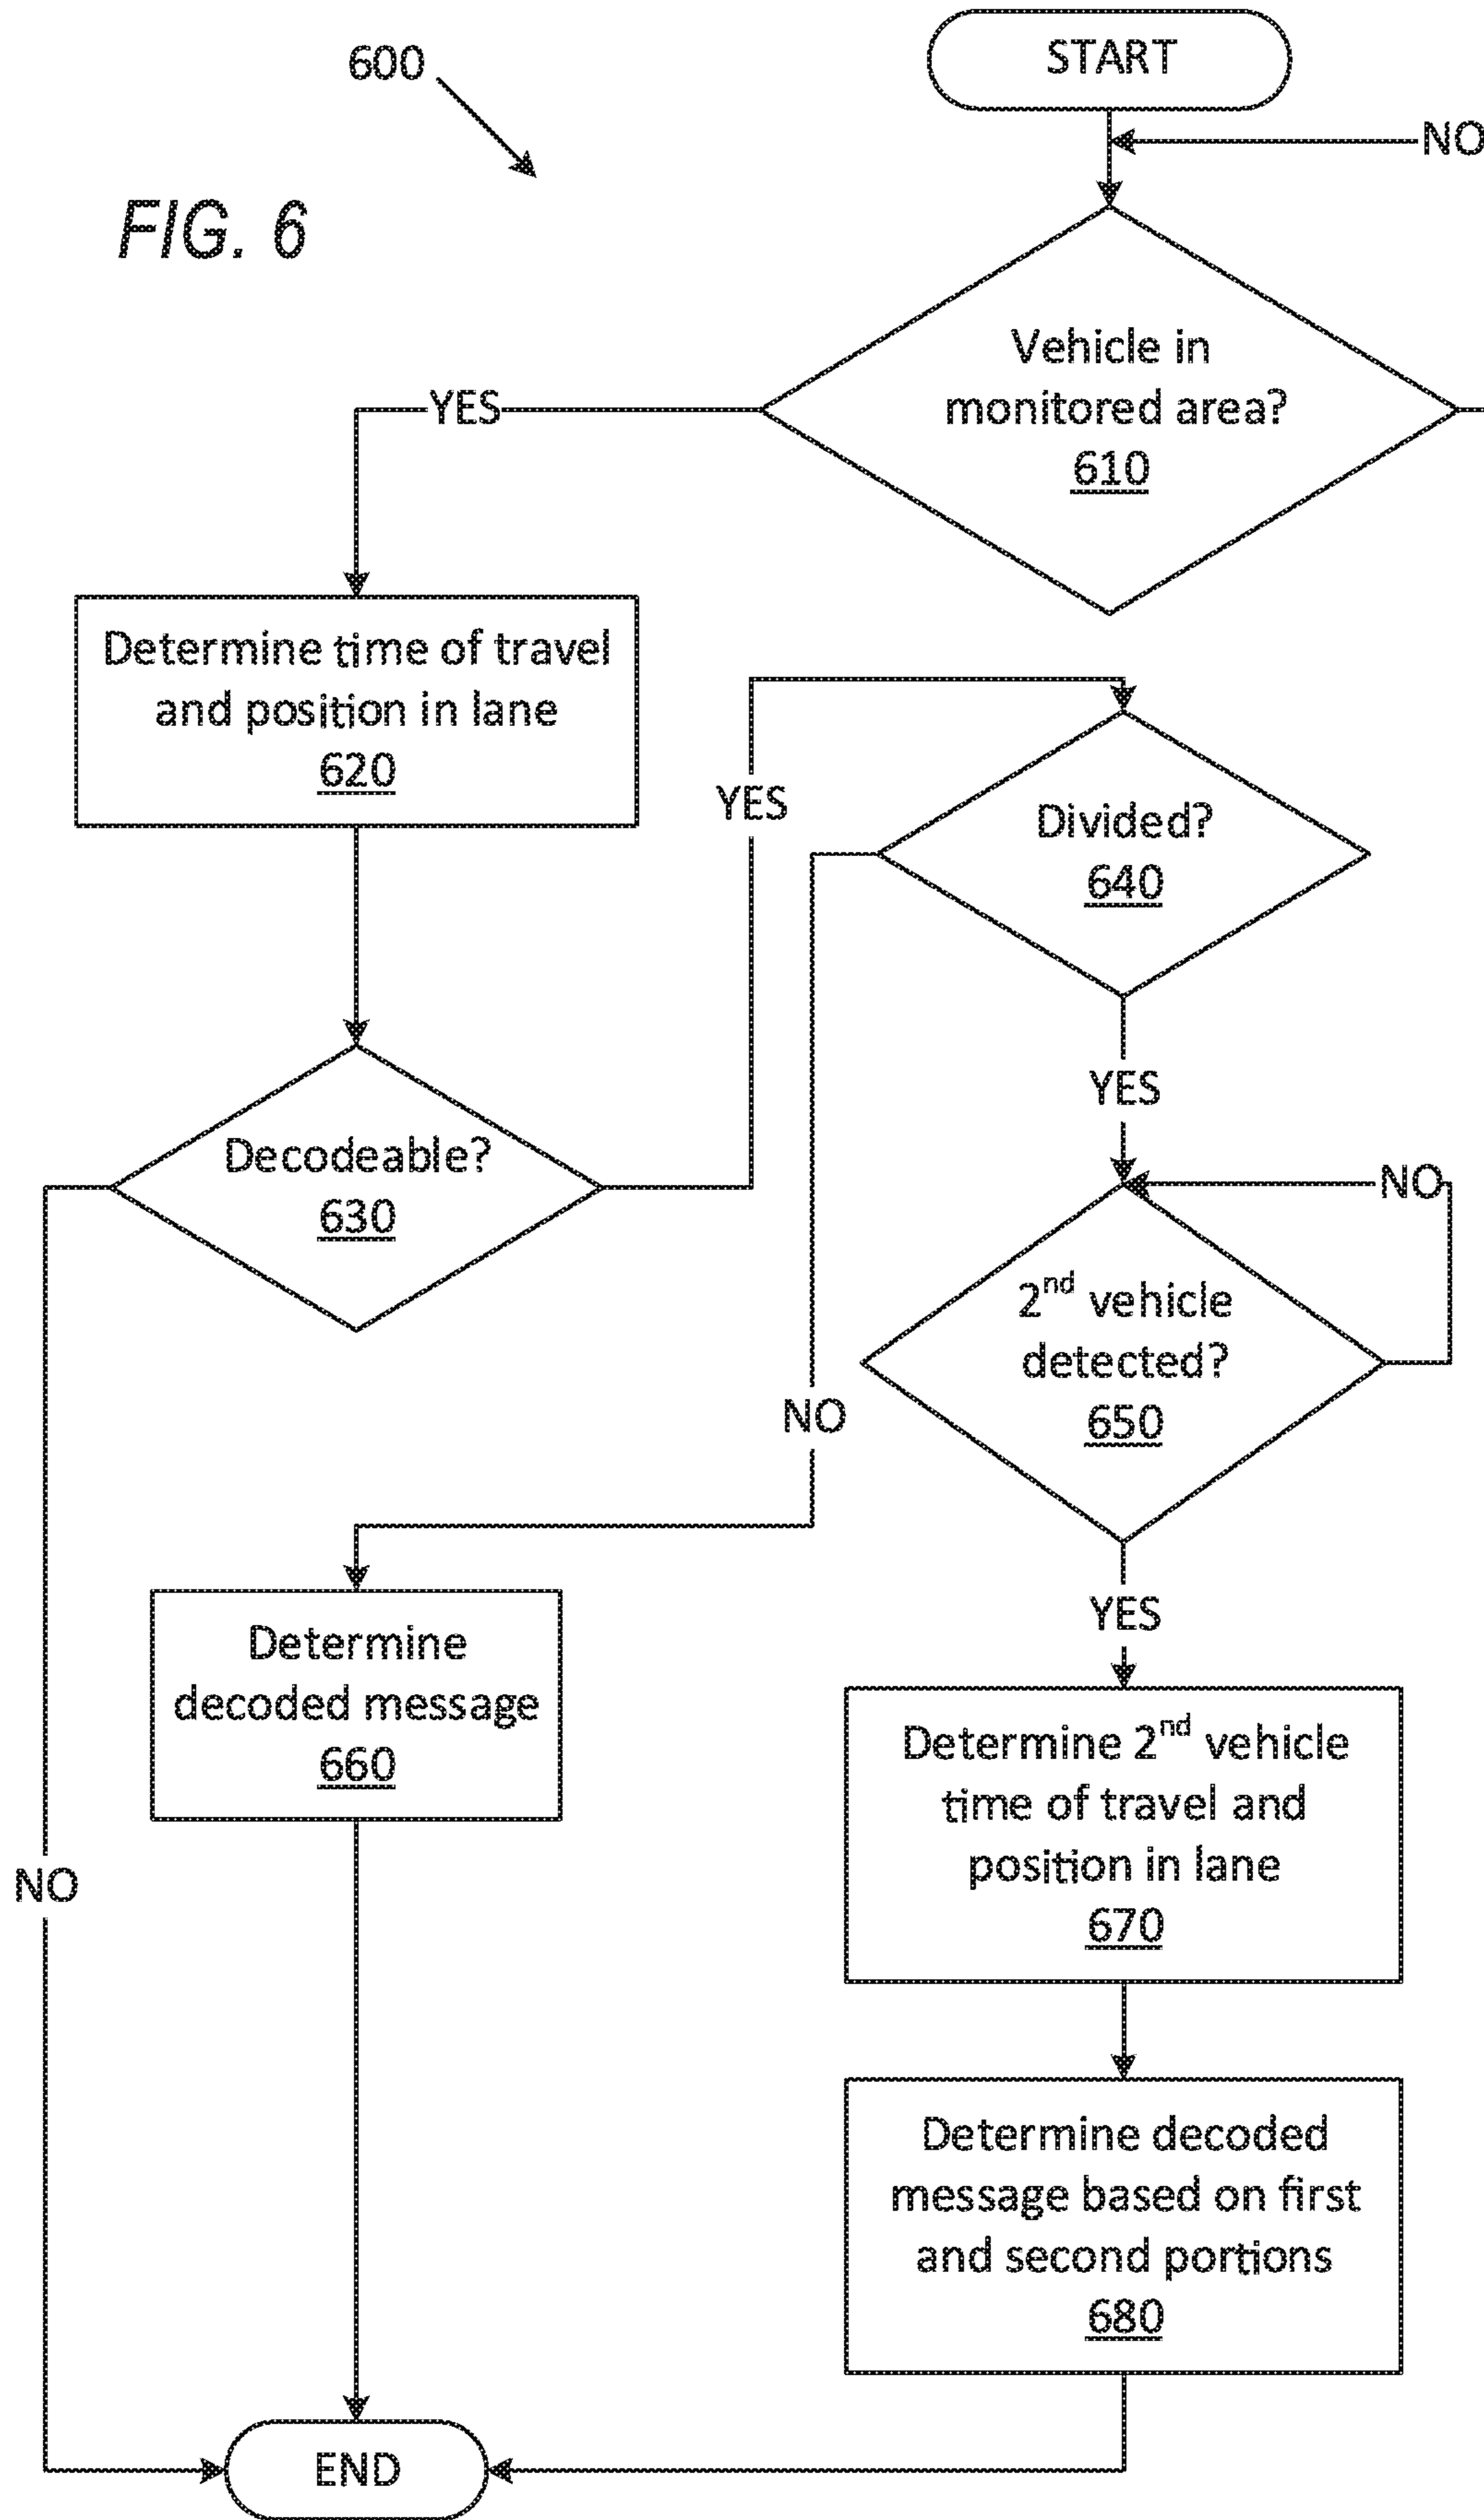 600
START
NO
FIG. 6
Vehicle in
monitored area?
610
YES
Determine time of travel
and position in lane
620
YES
Divided?
640
YES
Decodeable?
630
NO
2nd vehicle
detected?
650
NO
YES
Determine
decoded message
660
Determine 2nd vehicle
time of travel and
position in lane
670
NO
Determine decoded
message based on first
and second portions
680
END